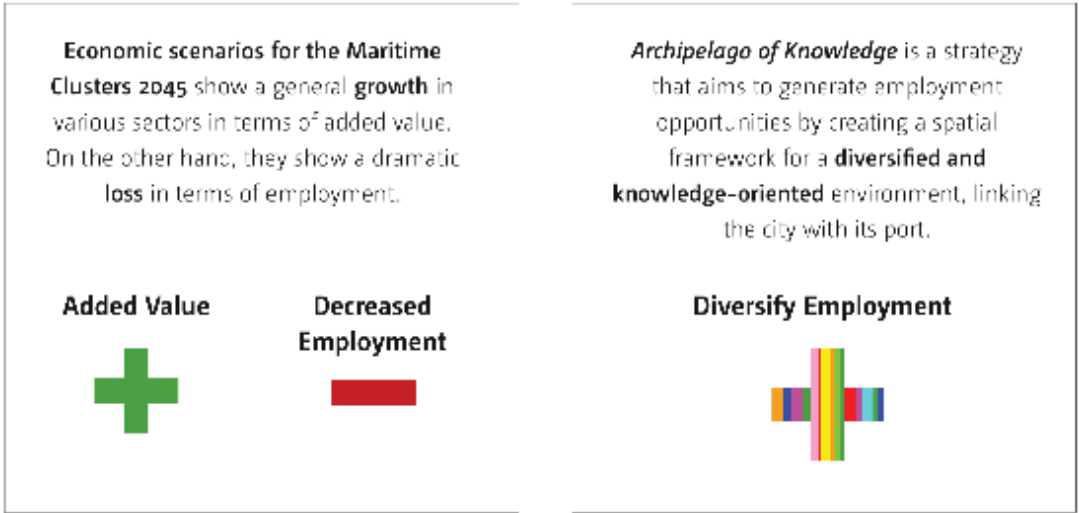 Economic scenarios for the Maritime
Clusters 2045 show a general growth in
various sectors in terms of added value.
On the other hand, they show a dramatic
loss in terms of employment.
Added Value
Decreased
Employment
Archipelago of Knowledge is a strategy
that aims to generate employment
opportunities by creating a spatial
framework for a diversified and
knowledge-oriented environment, linking
the city with its port.
Diversify Employment